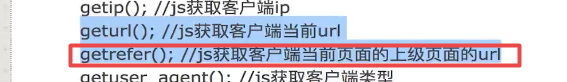 getip(); //js获取客户端ip
geturl(); //js获取客户端当前url
getrefer(); //js获取客户端当前页面的上级页面的url
getuser_agent(); //js获取客户端类型